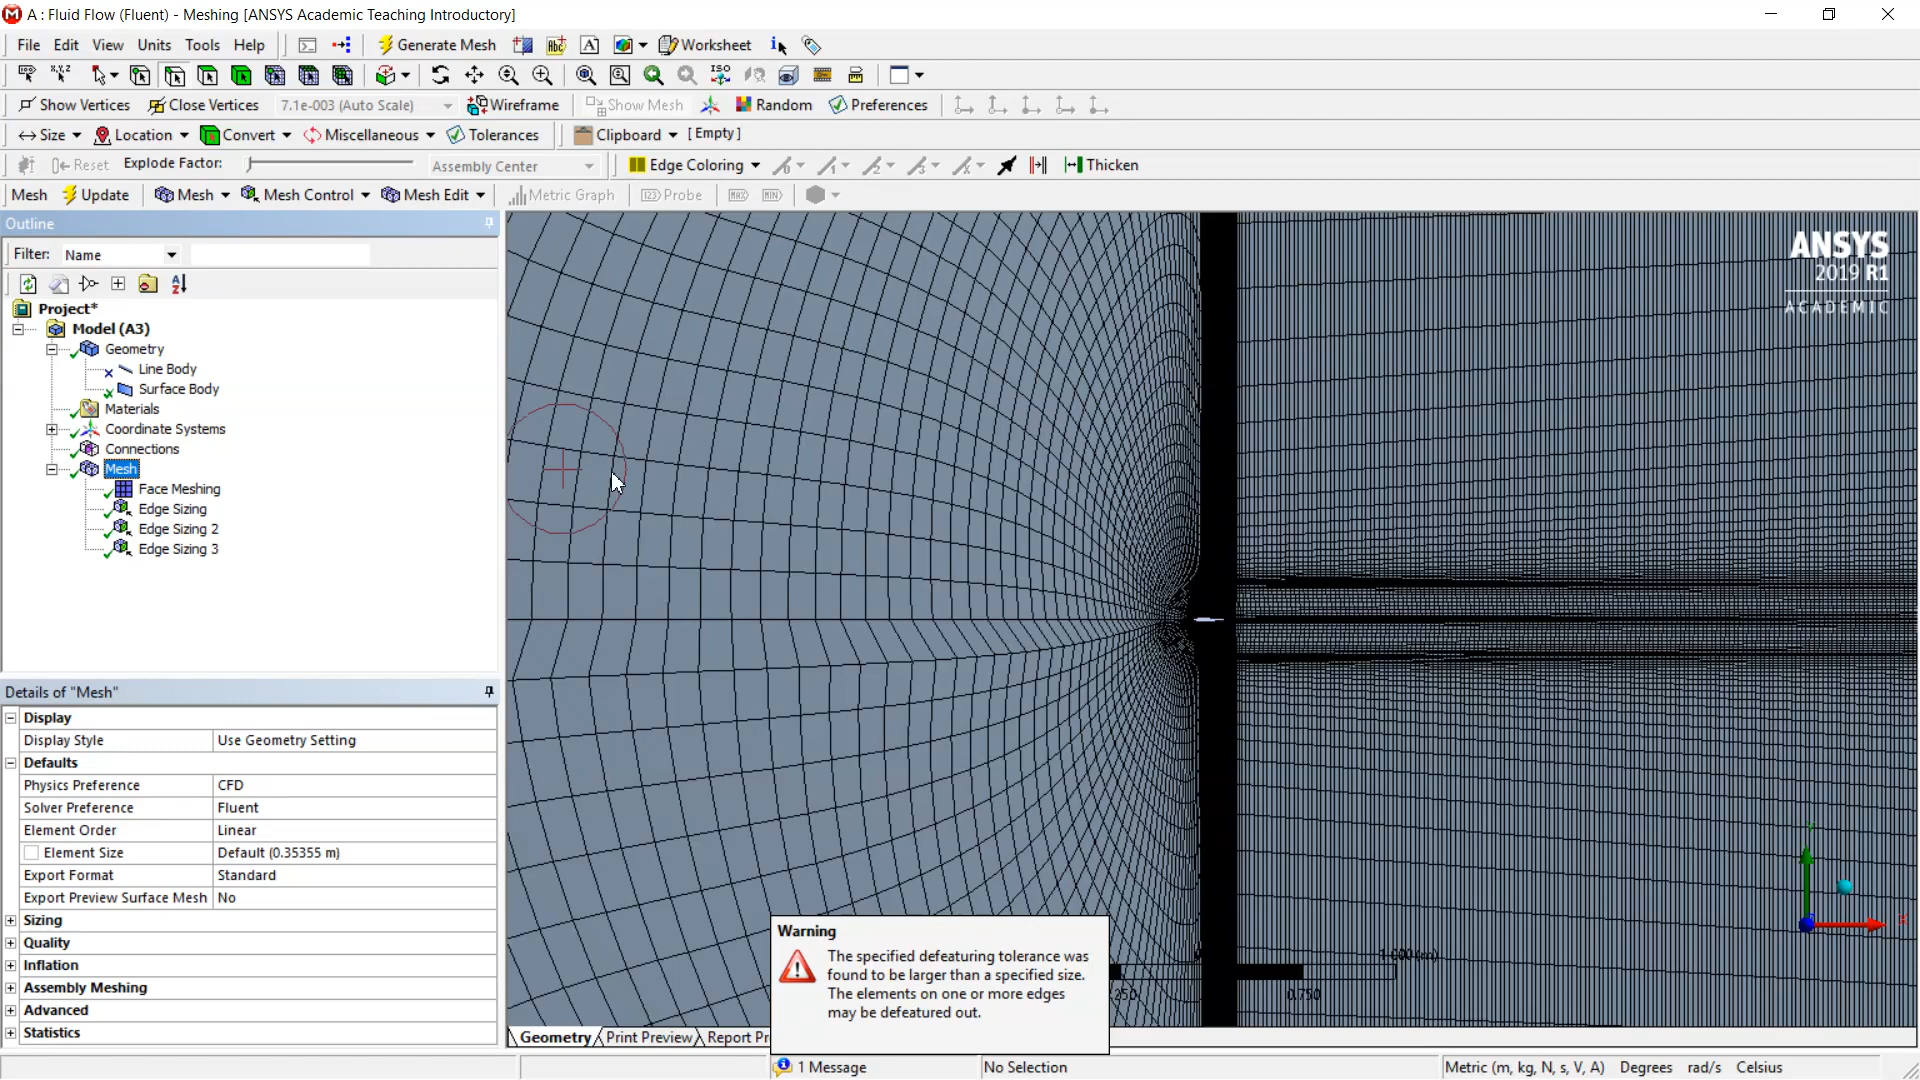 A : Fluid Flow (Fluent) - Meshing [ANSYS Academic Teaching Introductory]
File Edit View Units Tools Help Generate Mesh Abc A Worksheet i
x,y,z ISO
Show Vertices Close Vertices 7.1e-003 (Auto Scale) Wireframe Show Mesh Random Preferences
Size Location Convert Miscellaneous Tolerances Clipboard [ Empty ]
Reset Explode Factor: Assembly Center Edge Coloring Thicken
Mesh Update Mesh Mesh Control Mesh Edit Metric Graph Probe MAX MIN
Outline
Filter: Name
Project*
Model (A3)
Geometry
Line Body
Surface Body
Materials
Coordinate Systems
Connections
Mesh
Face Meshing
Edge Sizing
Edge Sizing 2
Edge Sizing 3
ANSYS
2019 R1
ACADEMIC
Details of "Mesh"
Display
Display Style Use Geometry Setting
Defaults
Physics Preference CFD
Solver Preference Fluent
Element Order Linear
Element Size Default (0.35355 m)
Export Format Standard
Export Preview Surface Mesh No
Sizing
Quality
Inflation
Assembly Meshing
Advanced
Statistics
Y
X
1.000 (m)
0.750
Warning
The specified defeaturing tolerance was
found to be larger than a specified size.
The elements on one or more edges
may be defeatured out.
Geometry Print Preview Report Pr
1 Message No Selection Metric (m, kg, N, s, V, A) Degrees rad/s Celsius